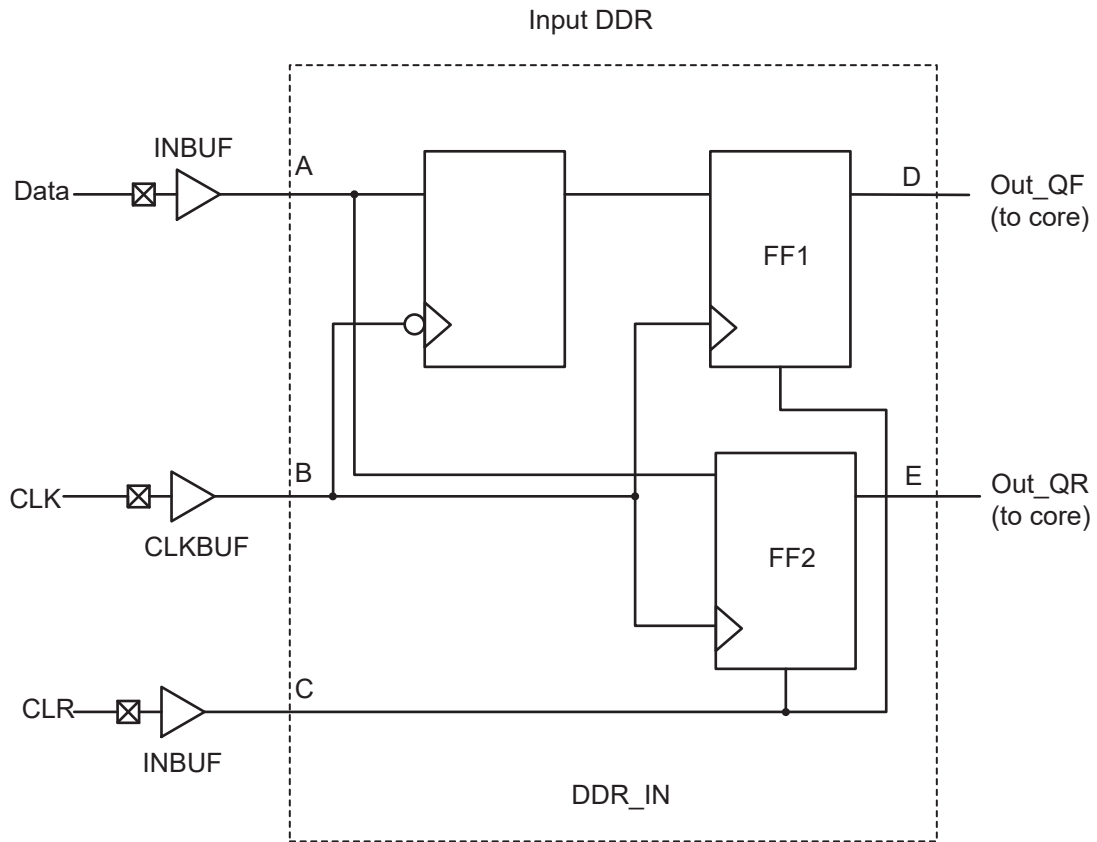 Input DDR
INBUF
A
Data
D
Out_QF
(to core)
FF1
B
CLK
CLKBUF
E
Out_QR
(to core)
FF2
C
CLR
INBUF
DDR_IN